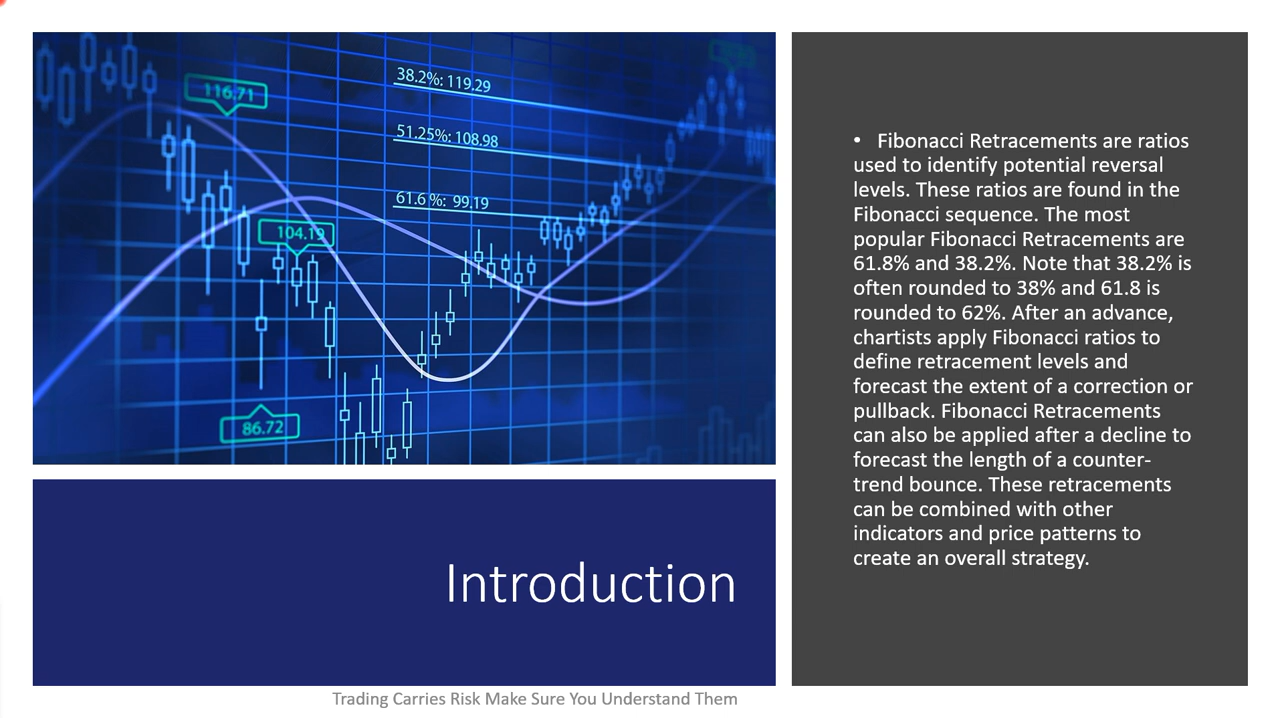 116.71
38.2%: 119.29
51.25%: 108.98
61.6 %: 99.19
104.19
86.72
Introduction
• Fibonacci Retracements are ratios
used to identify potential reversal
levels. These ratios are found in the
Fibonacci sequence. The most
popular Fibonacci Retracements are
61.8% and 38.2%. Note that 38.2% is
often rounded to 38% and 61.8 is
rounded to 62%. After an advance,
chartists apply Fibonacci ratios to
define retracement levels and
forecast the extent of a correction or
pullback. Fibonacci Retracements
can also be applied after a decline to
forecast the length of a counter-
trend bounce. These retracements
can be combined with other
indicators and price patterns to
create an overall strategy.
Trading Carries Risk Make Sure You Understand Them